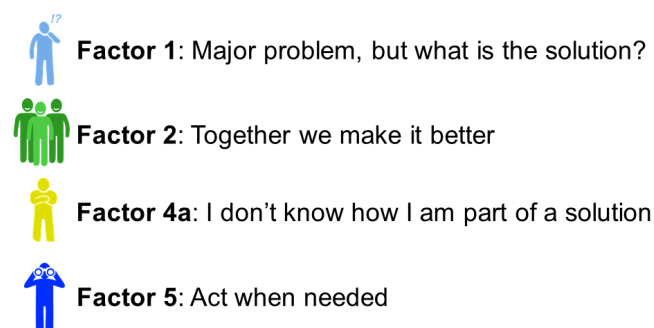 !?
Factor 1: Major problem, but what is the solution?
Factor 2: Together we make it better
Factor 4a: I don’t know how I am part of a solution
Factor 5: Act when needed